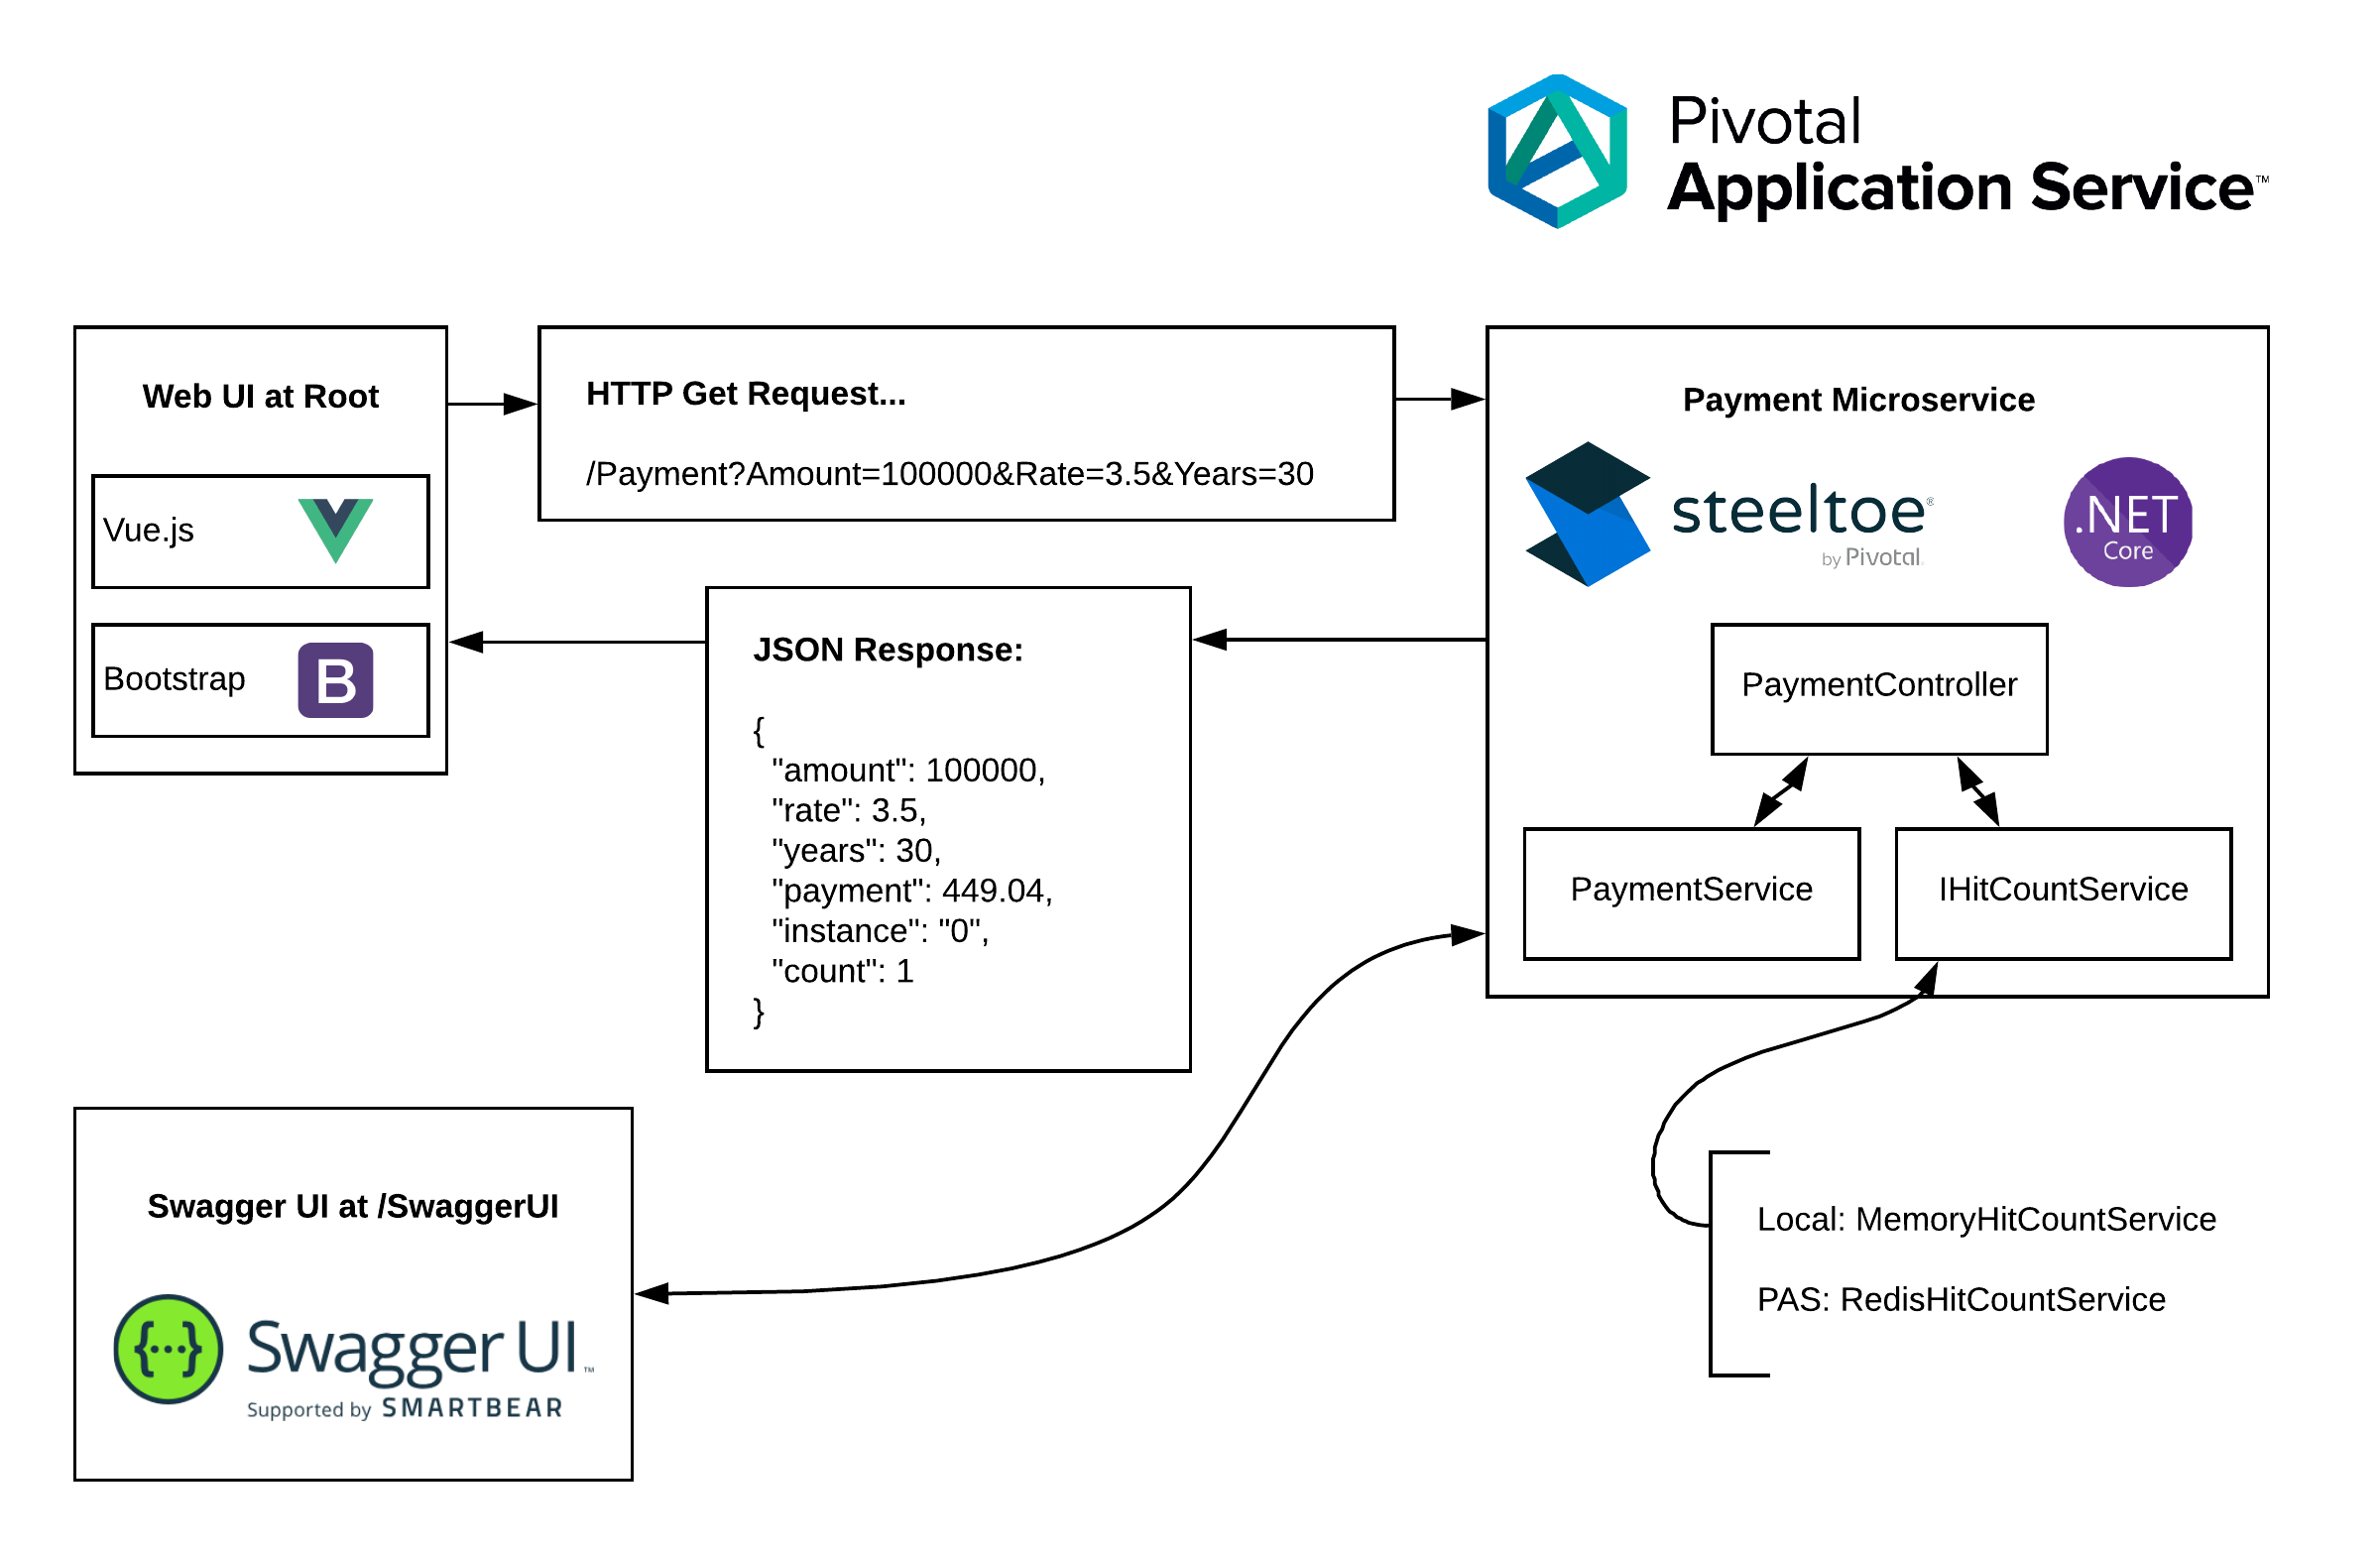 Pivotal
Application Service™
Web UI at Root
Vue.js
Bootstrap
B
HTTP Get Request...
/Payment?Amount=100000&Rate=3.5&Years=30
JSON Response:
{
"amount": 100000,
"rate": 3.5,
"years": 30,
"payment": 449.04,
"instance": "0",
"count": 1
}
Payment Microservice
steeltoe®
by Pivotal.
.NET
Core
PaymentController
PaymentService
IHitCountService
Local: MemoryHitCountService
PAS: RedisHitCountService
Swagger UI at /SwaggerUI
{...}
Swagger UI™
Supported by SMARTBEAR